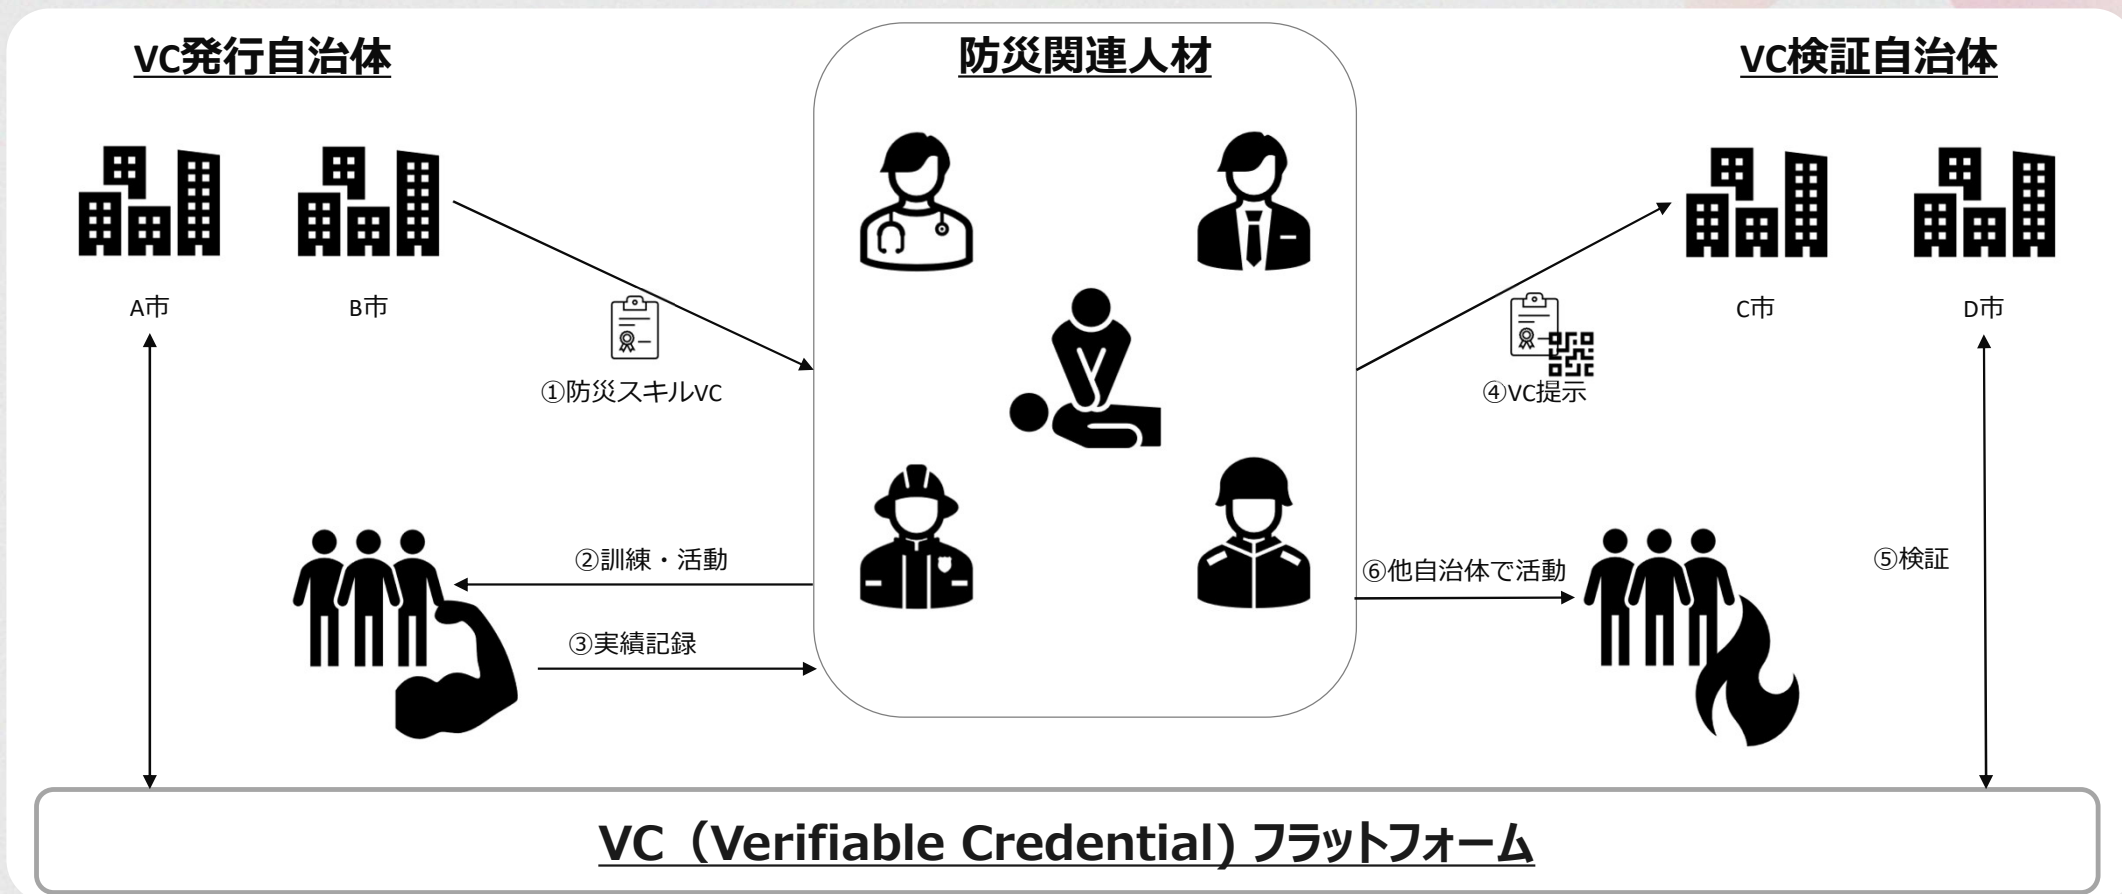 VC発行自治体
防災関連人材
VC検証自治体
A市
B市
C市
D市
①防災スキルVC
④VC提示
②訓練・活動
⑥他自治体で活動
⑤検証
③実績記録
VC（Verifiable Credential) フラットフォーム